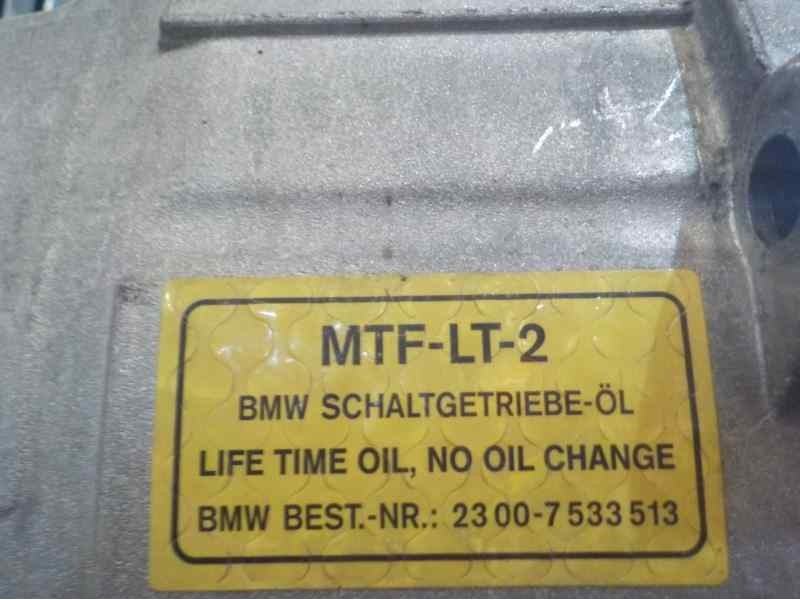 MTF-LT-2
BMW SCHALTGETRIEBE-ÖL
LIFE TIME OIL, NO OIL CHANGE
BMW BEST.-NR.: 23 00-7 533 513